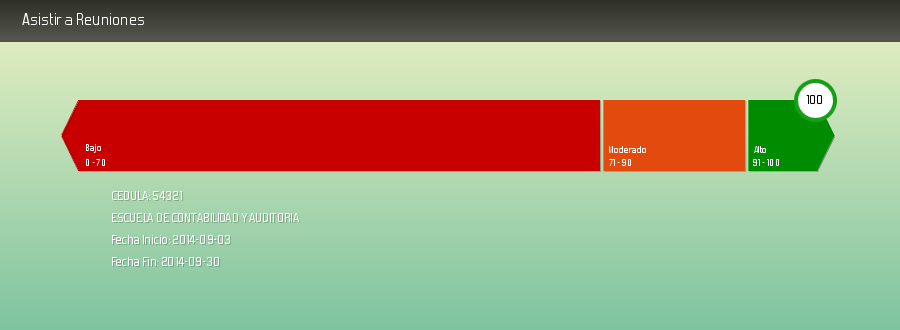 Asistir a Reuniones
100
Bajo
0 - 70
Moderado
71 - 90
Alto
91 - 100
CEDULA: 54321
ESCUELA DE CONTABILIDAD Y AUDITORIA
Fecha Inicio: 2014-09-03
Fecha Fin: 2014-09-30